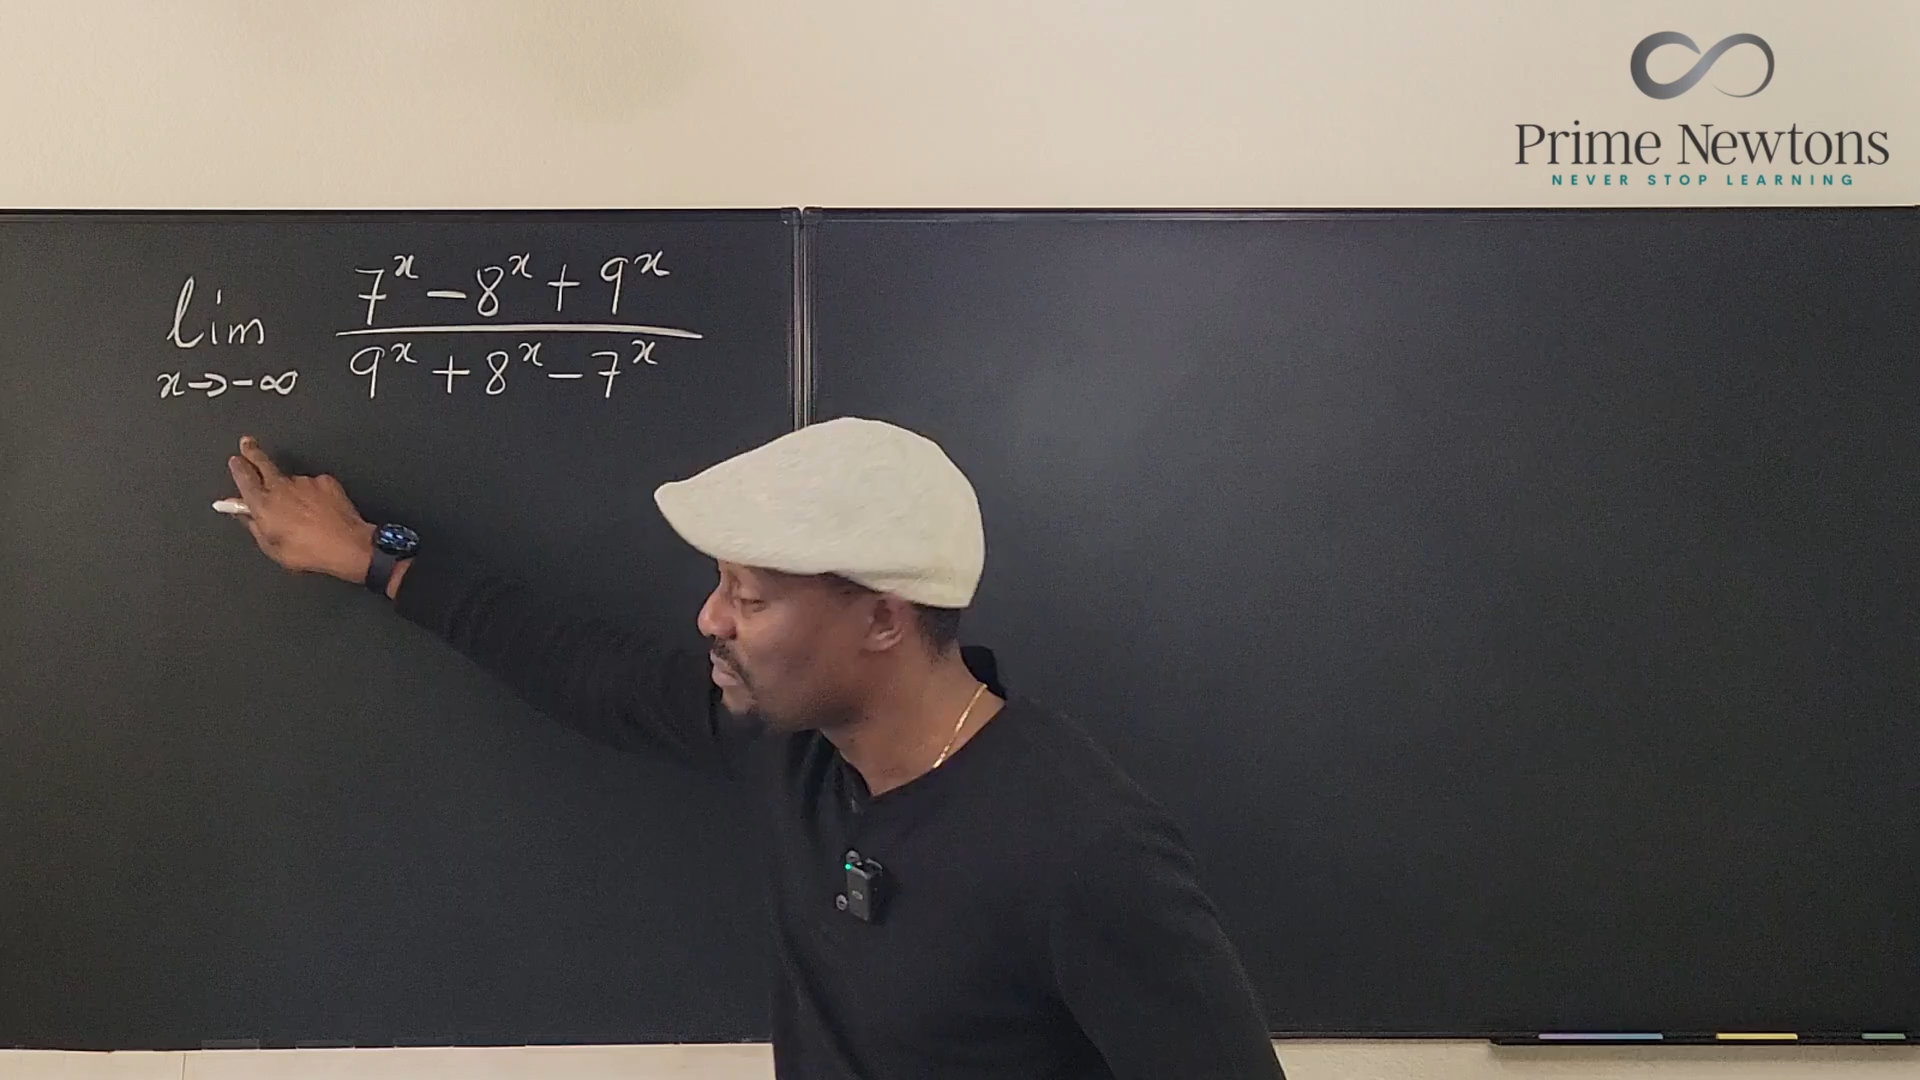 Prime Newtons
NEVER STOP LEARNING
lim x→-∞ (7^x - 8^x + 9^x) / (9^x + 8^x - 7^x)